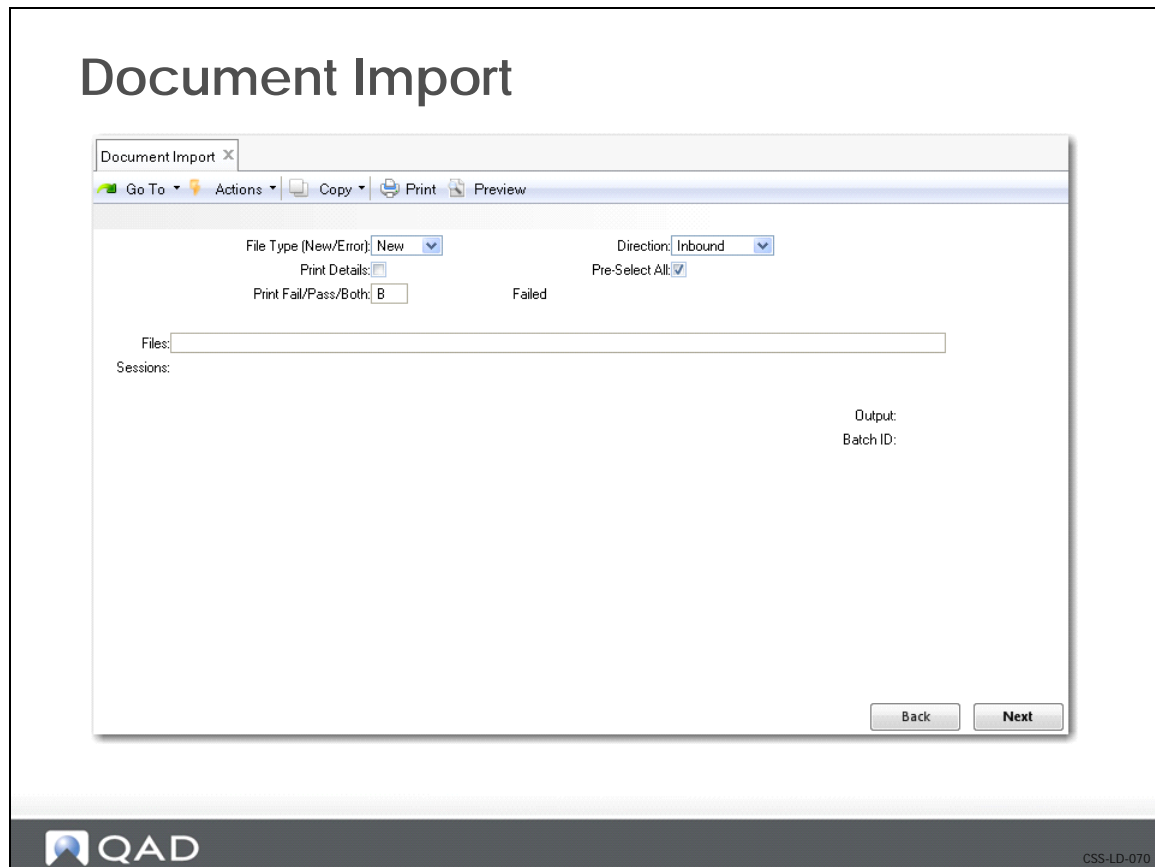 Document Import
Document Import X
Go To Actions Copy Print Preview
File Type (New/Error): New Direction: Inbound
Print Details: Pre-Select All:
Print Fail/Pass/Both: B Failed
Files:
Sessions:
Output:
Batch ID:
Back Next
QAD
CSS-LD-070